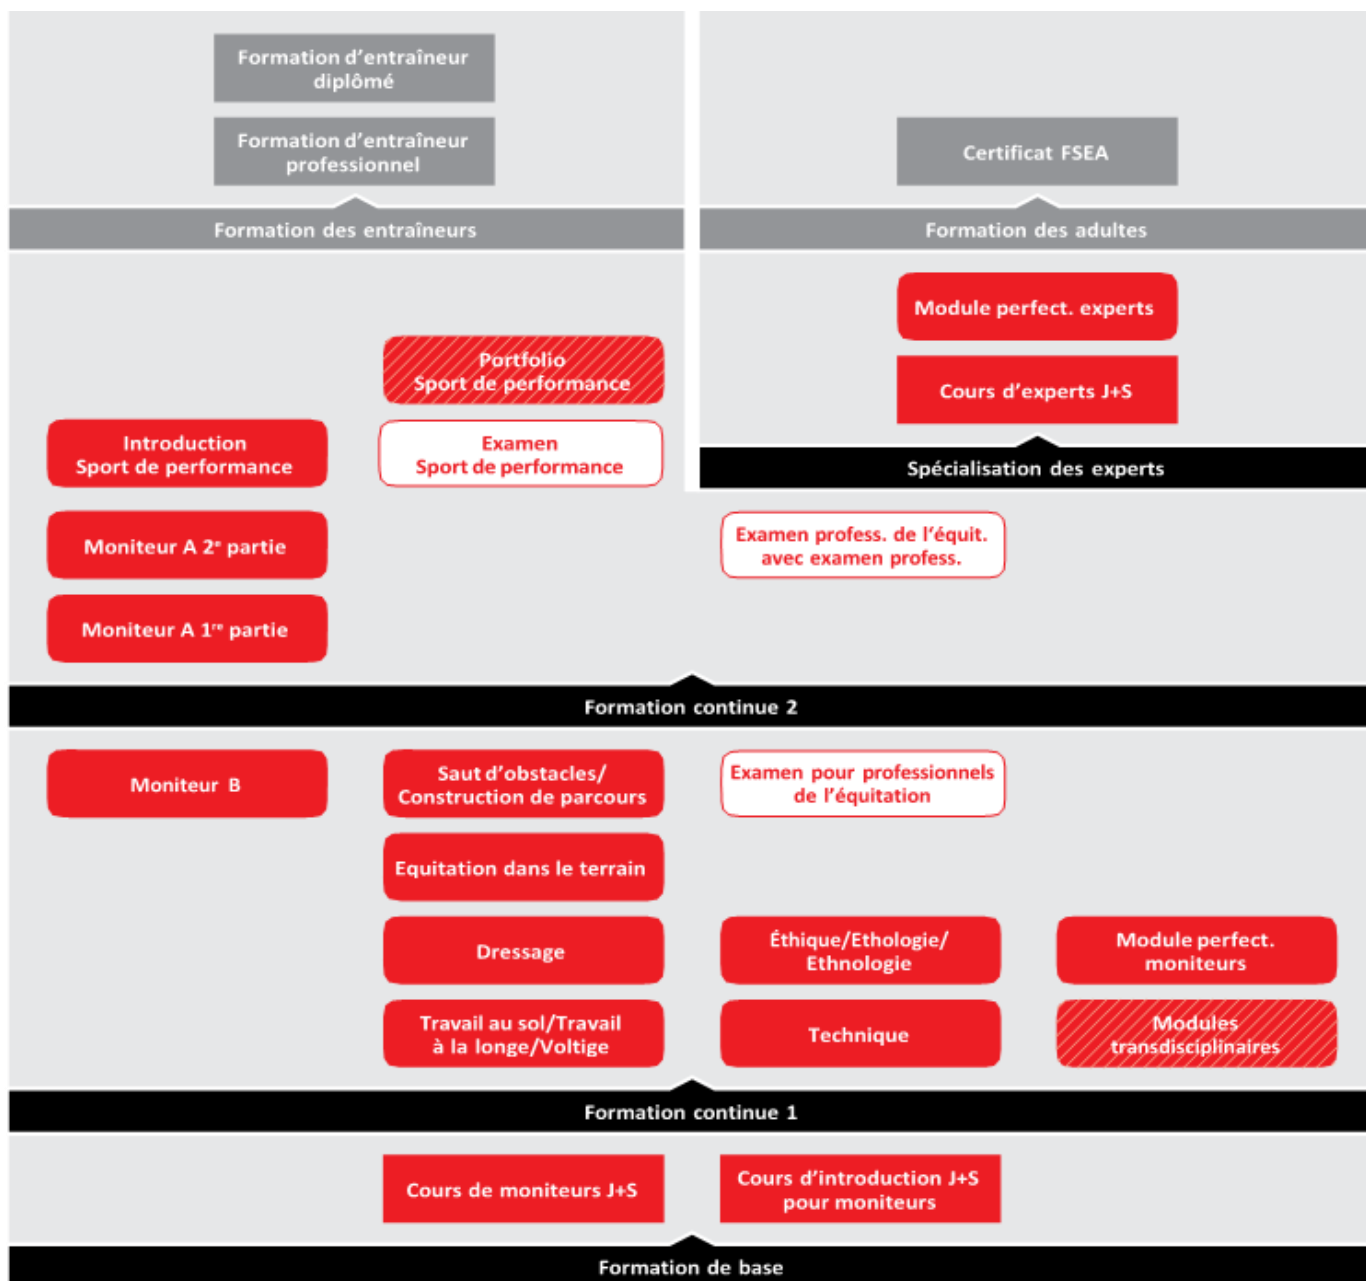 Formation d'entraîneur
diplômé
Formation d'entraîneur
professionnel
Certificat FSEA
Formation des entraîneurs
Formation des adultes
Module perfect. experts
Portfolio
Sport de performance
Cours d'experts J+S
Introduction
Sport de performance
Examen
Sport de performance
Spécialisation des experts
Moniteur A 2e partie
Examen profess. de l'équit.
avec examen profess.
Moniteur A 1re partie
Formation continue 2
Moniteur B
Saut d'obstacles/
Construction de parcours
Examen pour professionnels
de l'équitation
Equitation dans le terrain
Dressage
Éthique/Ethologie/
Ethnologie
Module perfect.
moniteurs
Travail au sol/Travail
à la longe/Voltige
Technique
Modules
transdisciplinaires
Formation continue 1
Cours de moniteurs J+S
Cours d'introduction J+S
pour moniteurs
Formation de base